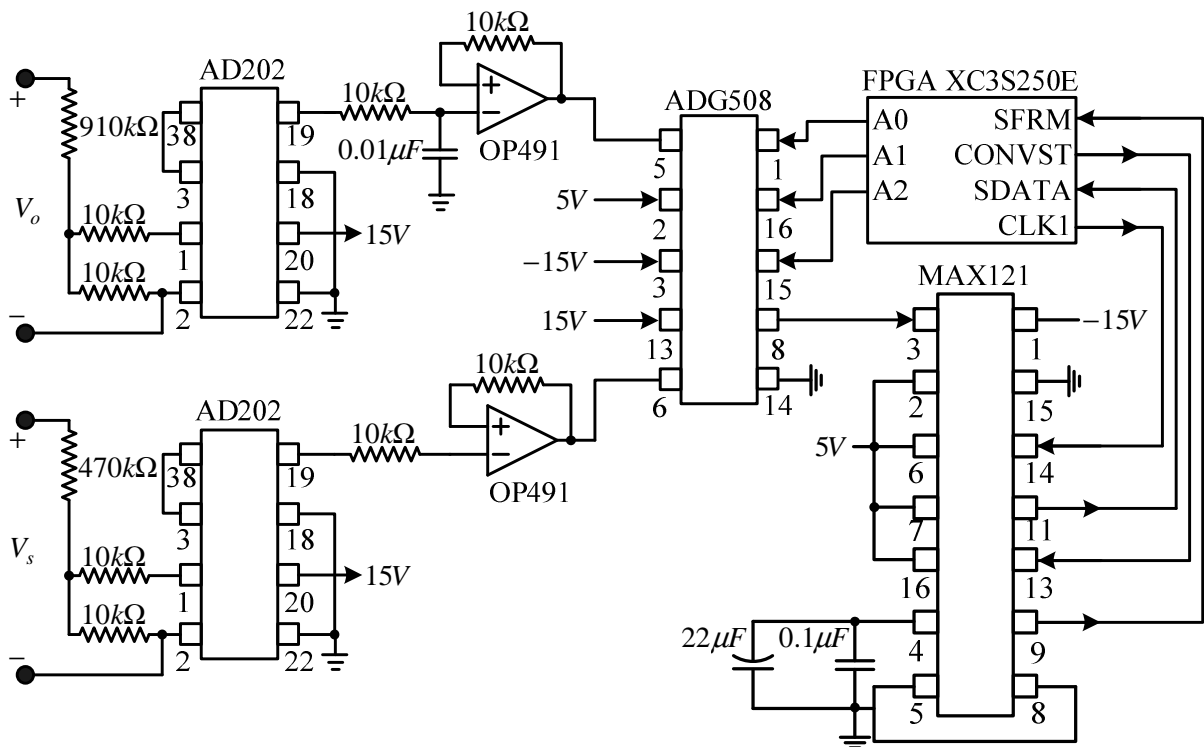 10kΩ
AD202
10kΩ
FPGA XC3S250E
ADG508
+
910kΩ
38
19
+
−
0.01μF
OP491
A0
SFRM
5
1
A1
CONVST
3
18
A2
SDATA
5V
2
16
CLK1
Vo
10kΩ
1
20
15V
−15V
3
15
MAX121
10kΩ
2
22
−
15V
13
8
3
1
−15V
10kΩ
6
14
2
15
AD202
+
10kΩ
+
−
OP491
5V
6
14
470kΩ
38
19
3
18
7
11
Vs
10kΩ
1
20
15V
16
13
10kΩ
2
22
−
22μF
0.1μF
4
9
5
8